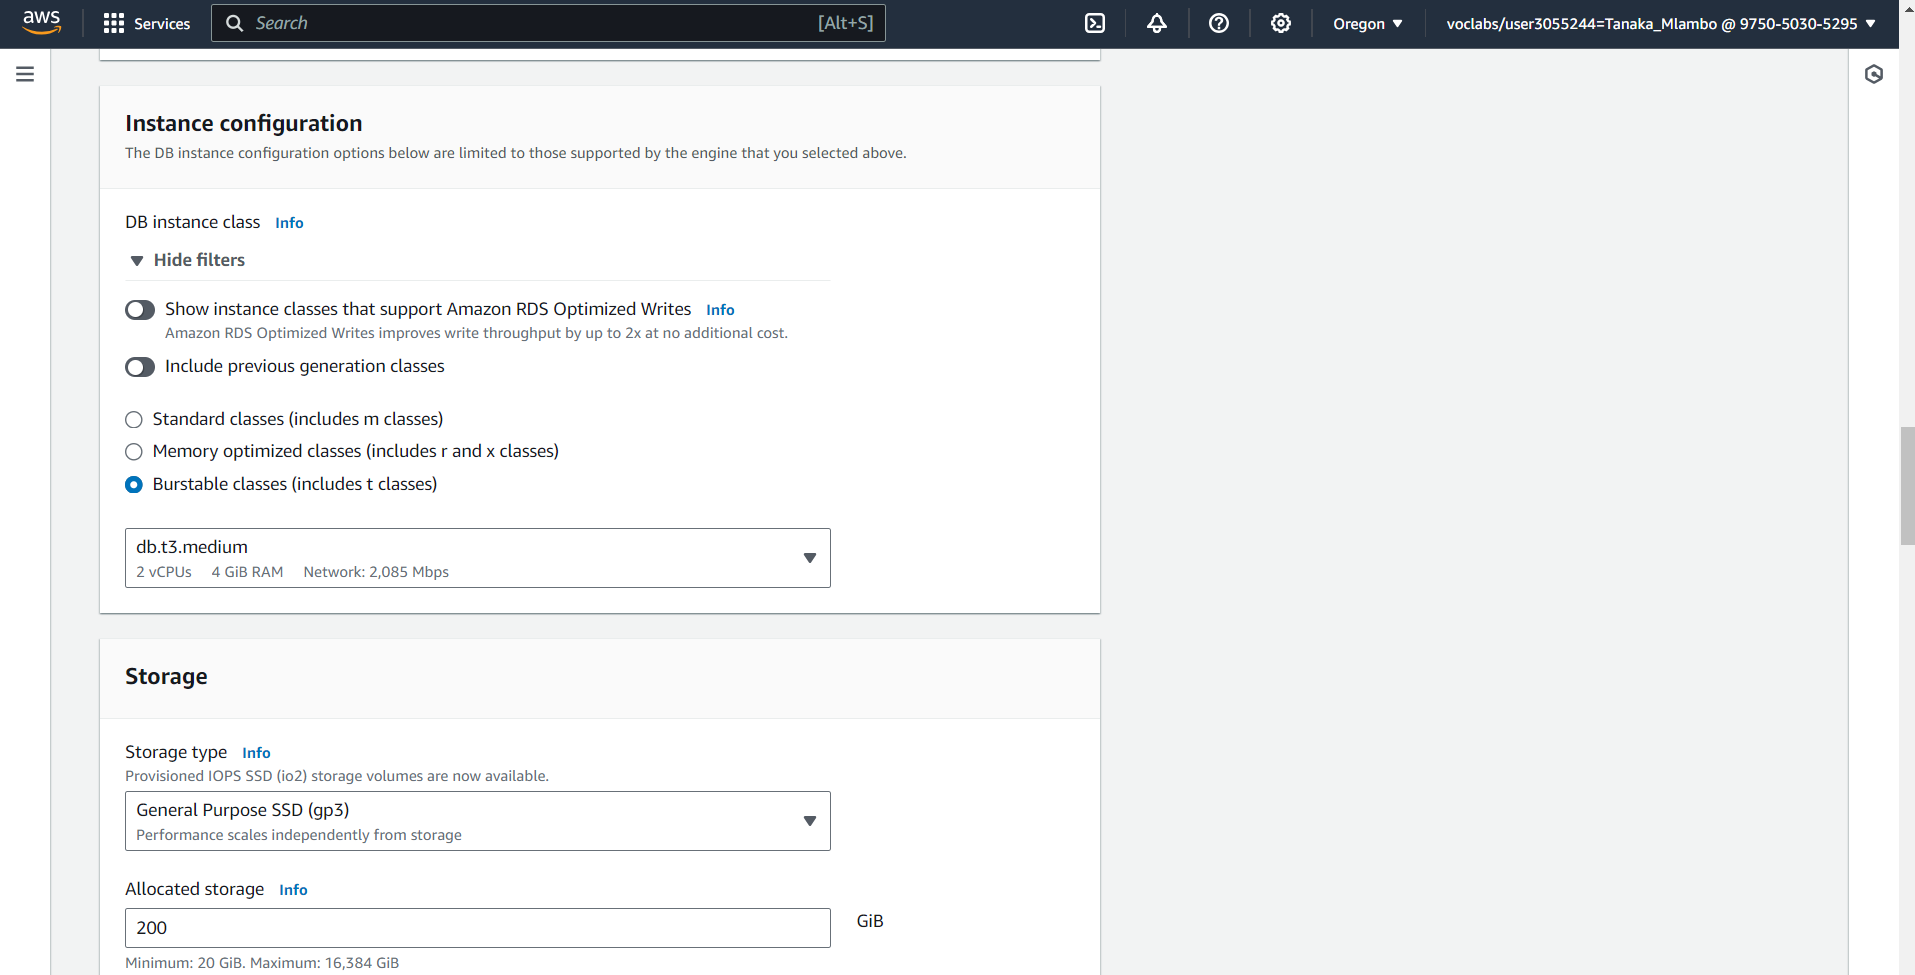 aws Services Search [Alt+S] Oregon voclabs/user3055244=Tanaka_Mlambo @ 9750-5030-5295
Instance configuration
The DB instance configuration options below are limited to those supported by the engine that you selected above.
DB instance class Info
Hide filters
Show instance classes that support Amazon RDS Optimized Writes Info
Amazon RDS Optimized Writes improves write throughput by up to 2x at no additional cost.
Include previous generation classes
Standard classes (includes m classes)
Memory optimized classes (includes r and x classes)
Burstable classes (includes t classes)
db.t3.medium
2 vCPUs 4 GiB RAM Network: 2,085 Mbps
Storage
Storage type Info
Provisioned IOPS SSD (io2) storage volumes are now available.
General Purpose SSD (gp3)
Performance scales independently from storage
Allocated storage Info
200 GiB
Minimum: 20 GiB. Maximum: 16,384 GiB